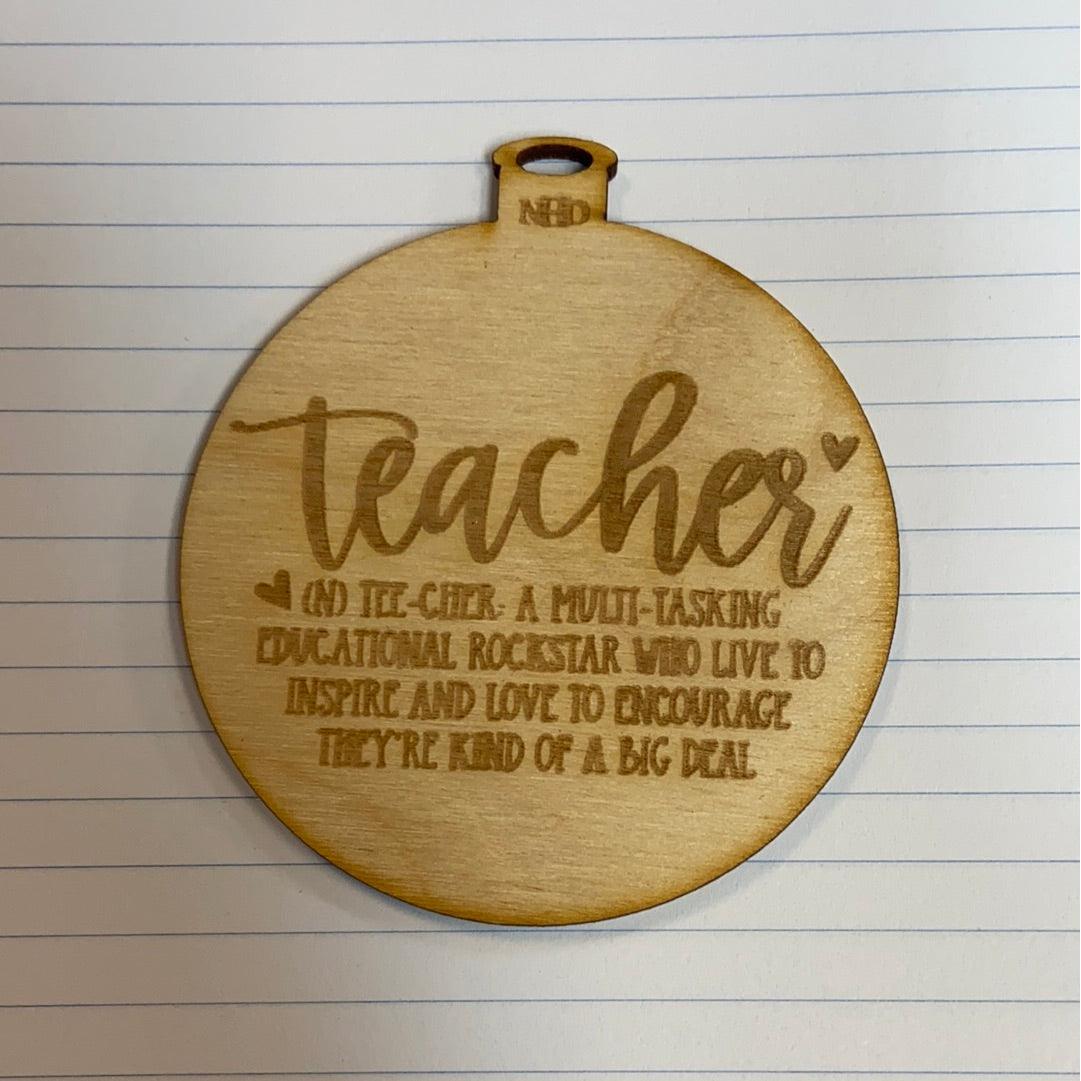 NHD
teacher
(N) TEE-CHER- A MULTI-TASKING
EDUCATIONAL ROCKSTAR WHO LIVE TO
INSPIRE AND LOVE TO ENCOURAGE
THEY'RE KIND OF A BIG DEAL